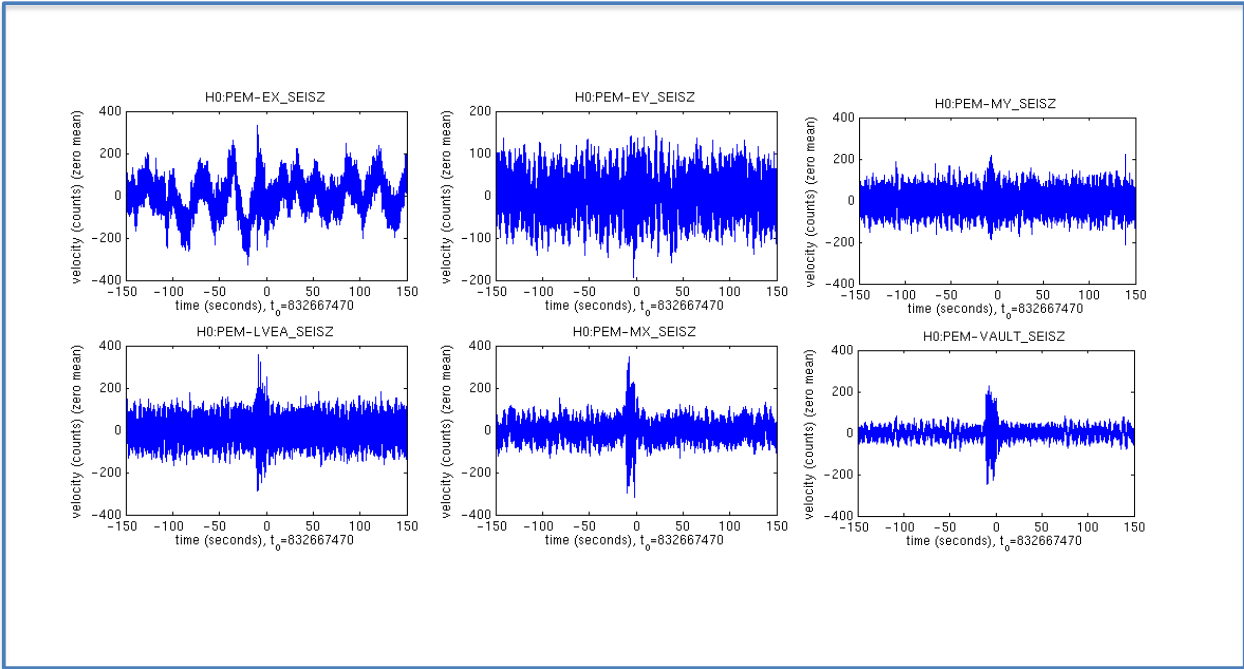 H0:PEM-EX_SEISZ
velocity (counts) (zero mean)
400
200
0
−200
−400
−150 −100 −50 0 50 100 150
time (seconds), t0=832667470
H0:PEM-EY_SEISZ
velocity (counts) (zero mean)
200
100
0
−100
200
−150 −100 −50 0 50 100 150
time (seconds), t0=832667470
H0:PEM-MY_SEISZ
velocity (counts) (zero mean)
400
200
0
−200
−400
−150 −100 −50 0 50 100 150
time (seconds), t0=832667470
H0:PEM-LVEA_SEISZ
velocity (counts) (zero mean)
400
200
0
−200
−400
−150 −100 −50 0 50 100 150
time (seconds), t0=832667470
H0:PEM-MX_SEISZ
velocity (counts) (zero mean)
400
200
0
−200
−400
−150 −100 −50 0 50 100 150
time (seconds), t0=832667470
H0:PEM-VAULT_SEISZ
velocity (counts) (zero mean)
400
200
0
−200
−400
−150 −100 −50 0 50 100 150
time (seconds), t0=832667470